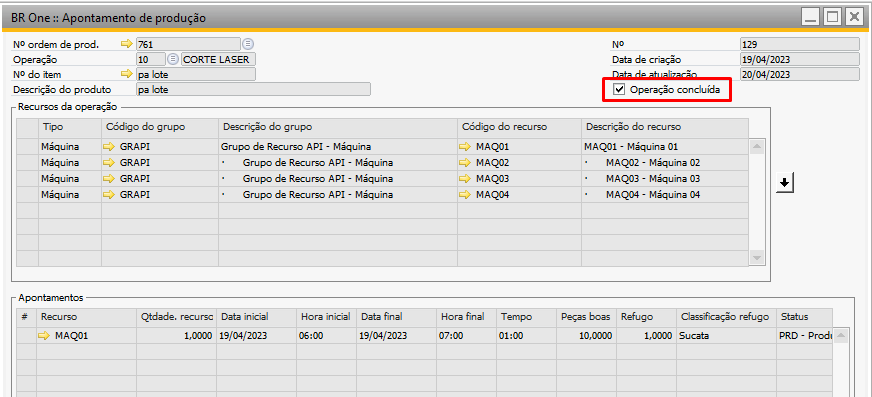 BR One :: Apontamento de produção
Nº ordem de prod. 761 Nº 129
Operação 10 CORTE LASER Data de criação 19/04/2023
Nº do item pa lote Data de atualização 20/04/2023
Descrição do produto pa lote Operação concluída
Recursos da operação
Tipo Código do grupo Descrição do grupo Código do recurso Descrição do recurso
Máquina GRAPI Grupo de Recurso API - Máquina MAQ01 MAQ01 - Máquina 01
Máquina GRAPI · Grupo de Recurso API - Máquina MAQ02 · MAQ02 - Máquina 02
Máquina GRAPI · Grupo de Recurso API - Máquina MAQ03 · MAQ03 - Máquina 03
Máquina GRAPI · Grupo de Recurso API - Máquina MAQ04 · MAQ04 - Máquina 04
Apontamentos
# Recurso Qtdade. recurso Data inicial Hora inicial Data final Hora final Tempo Peças boas Refugo Classificação refugo Status
MAQ01 1,0000 19/04/2023 06:00 19/04/2023 07:00 01:00 10,0000 1,0000 Sucata PRD - Prod